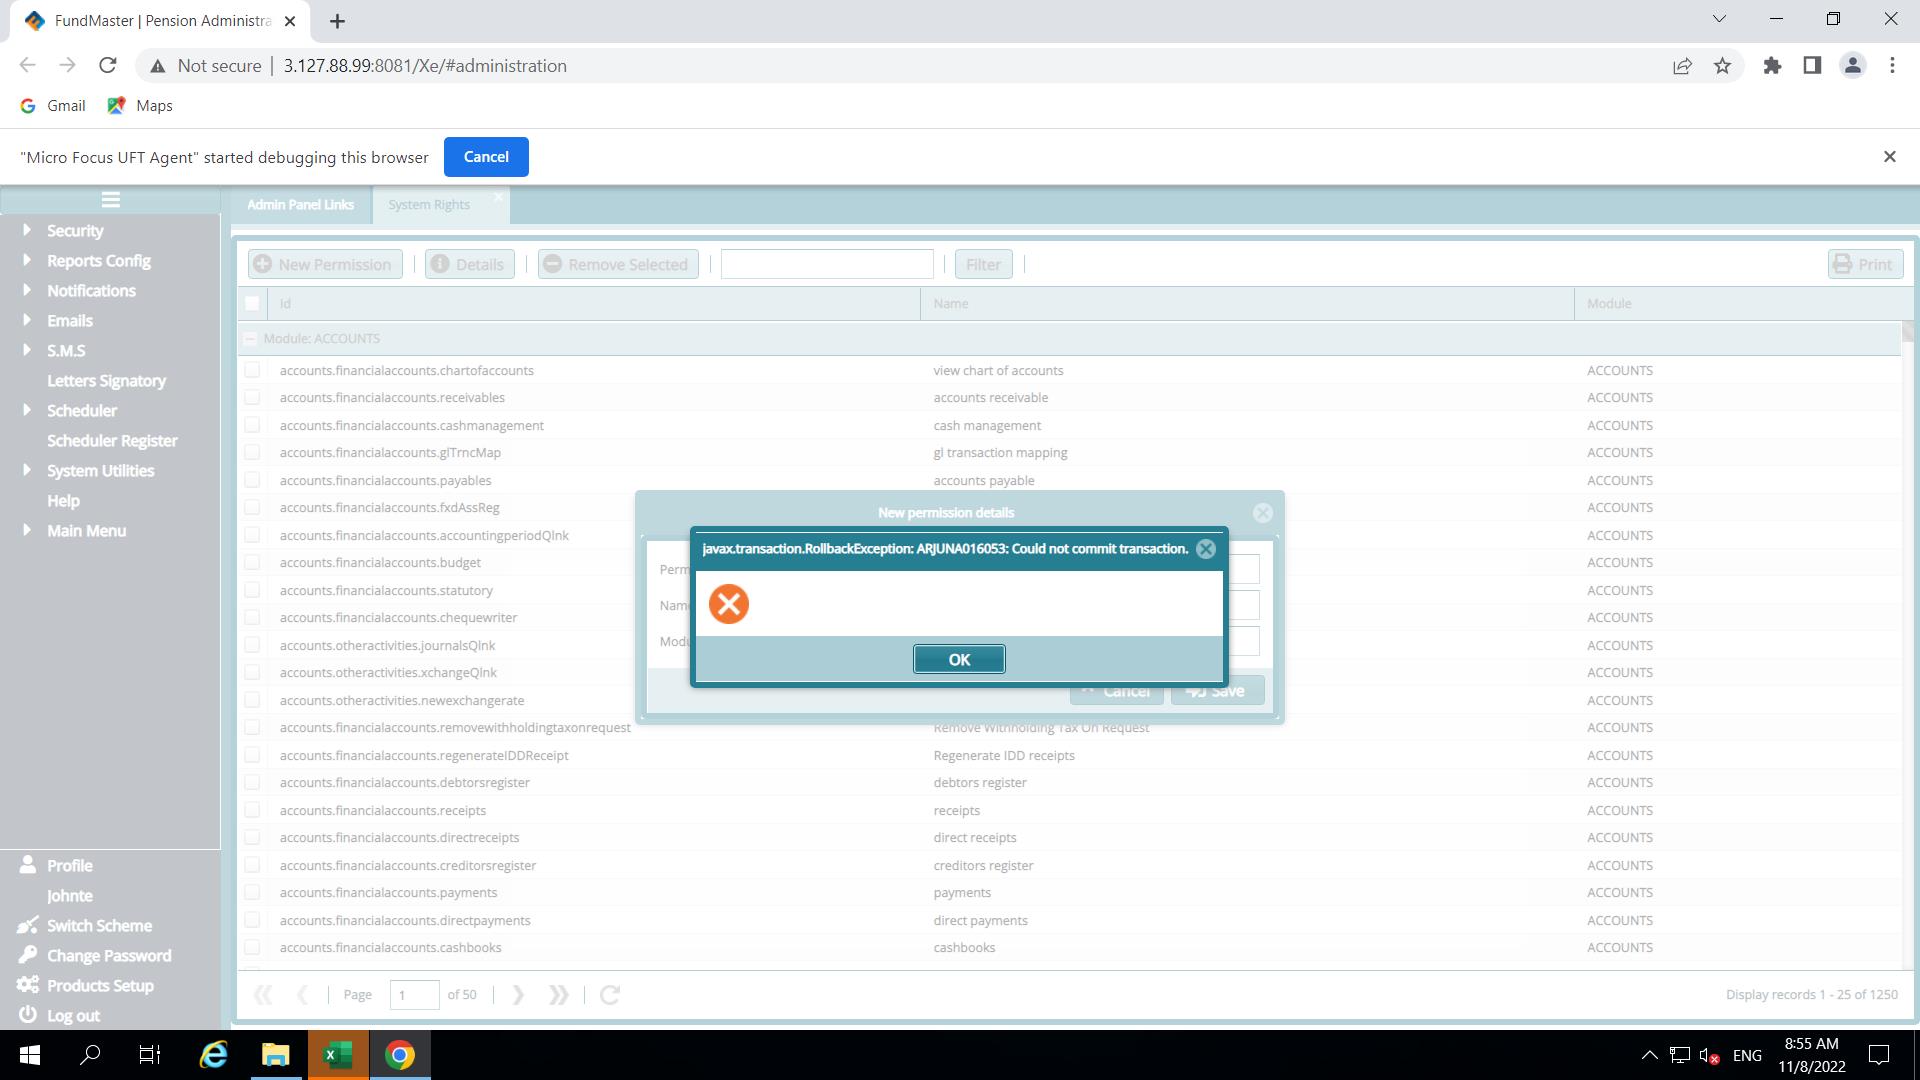 FundMaster | Pension Administra
Not secure
3.127.88.99:8081/Xe/#administration
Gmail
Maps
"Micro Focus UFT Agent" started debugging this browser
Cancel
Admin Panel Links
System Rights
Security
Reports Config
Notifications
Emails
S.M.S
Letters Signatory
Scheduler
Scheduler Register
System Utilities
Help
Main Menu
Profile
Johnte
Switch Scheme
Change Password
Products Setup
Log out
New Permission
Details
Remove Selected
Filter
Print
Id Name Module
Module: ACCOUNTS
accounts.financialaccounts.chartofaccounts view chart of accounts ACCOUNTS
accounts.financialaccounts.receivables accounts receivable ACCOUNTS
accounts.financialaccounts.cashmanagement cash management ACCOUNTS
accounts.financialaccounts.glTrncMap gl transaction mapping ACCOUNTS
accounts.financialaccounts.payables accounts payable ACCOUNTS
accounts.financialaccounts.fxdAssReg ACCOUNTS
accounts.financialaccounts.accountingperiodQlnk ACCOUNTS
accounts.financialaccounts.budget ACCOUNTS
accounts.financialaccounts.statutory ACCOUNTS
accounts.financialaccounts.chequewriter ACCOUNTS
accounts.otheractivities.journalsQlnk ACCOUNTS
accounts.otheractivities.xchangeQlnk ACCOUNTS
accounts.otheractivities.newexchangerate ACCOUNTS
accounts.financialaccounts.removewithholdingtaxonrequest Remove Withholding Tax On Request ACCOUNTS
accounts.financialaccounts.regenerateIDDReceipt Regenerate IDD receipts ACCOUNTS
accounts.financialaccounts.debtorsregister debtors register ACCOUNTS
accounts.financialaccounts.receipts receipts ACCOUNTS
accounts.financialaccounts.directreceipts direct receipts ACCOUNTS
accounts.financialaccounts.creditorsregister creditors register ACCOUNTS
accounts.financialaccounts.payments payments ACCOUNTS
accounts.financialaccounts.directpayments direct payments ACCOUNTS
accounts.financialaccounts.cashbooks cashbooks ACCOUNTS
New permission details
javax.transaction.RollbackException: ARJUNA016053: Could not commit transaction.
Perm
Name
Modu
OK
Cancel
Save
Page 1 of 50
Display records 1 - 25 of 1250
ENG
8:55 AM
11/8/2022